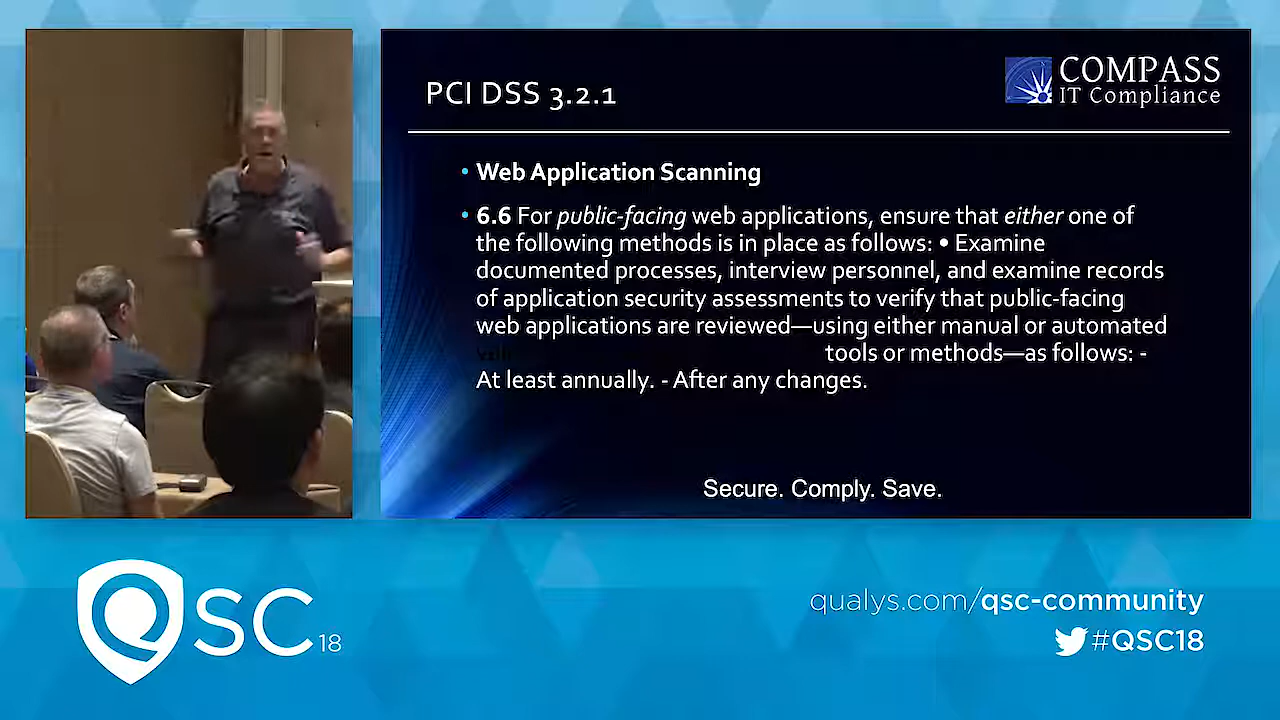 PCI DSS 3.2.1
COMPASS
IT Compliance
• Web Application Scanning
• 6.6 For public-facing web applications, ensure that either one of
the following methods is in place as follows: • Examine
documented processes, interview personnel, and examine records
of application security assessments to verify that public-facing
web applications are reviewed—using either manual or automated
tools or methods—as follows: -
At least annually. - After any changes.
Secure. Comply. Save.
QSC 18
qualys.com/qsc-community
#QSC18